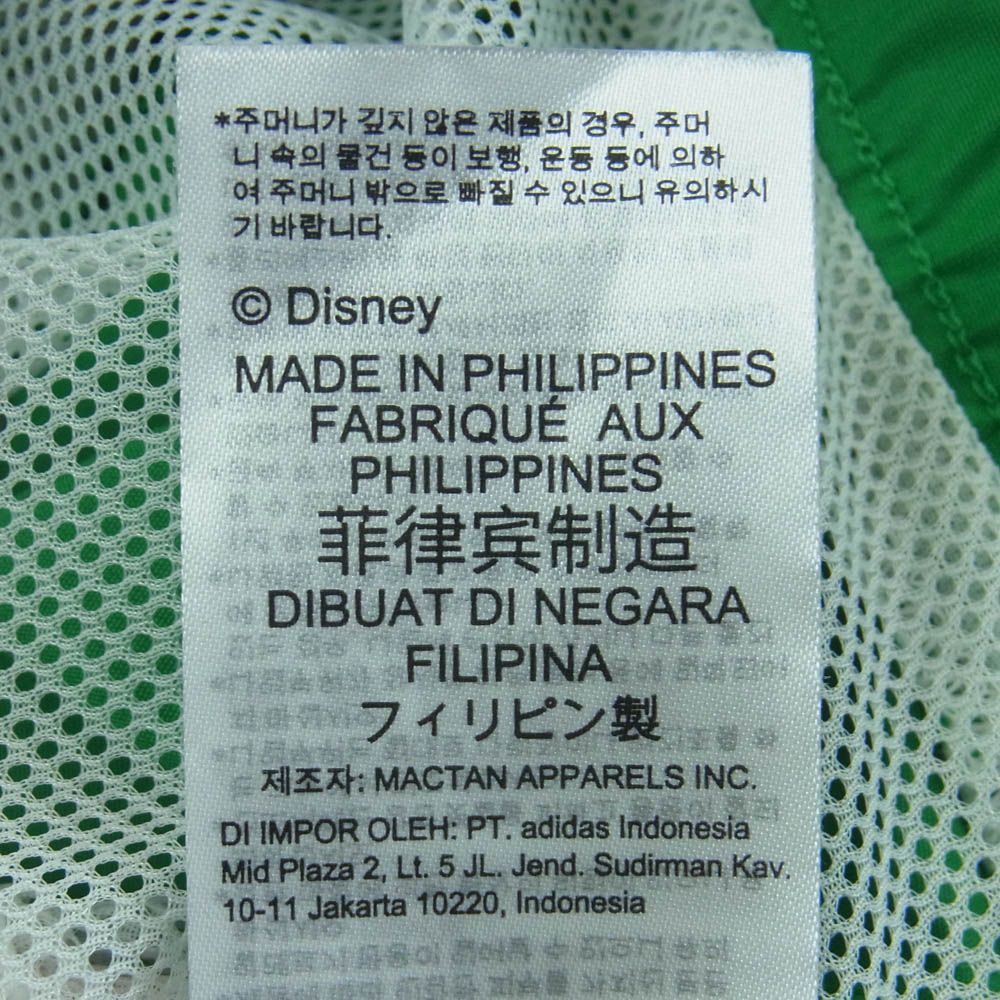 *주머니가 깊지 않은 제품의 경우, 주머
니 속의 물건 등이 보행, 운동 등에 의하
여 주머니 밖으로 빠질 수 있으니 유의하시
기 바랍니다.
© Disney
MADE IN PHILIPPINES
FABRIQUÉ AUX
PHILIPPINES
菲律宾制造
DIBUAT DI NEGARA
FILIPINA
フィリピン製
제조자: MACTAN APPARELS INC.
DI IMPOR OLEH: PT. adidas Indonesia
Mid Plaza 2, Lt. 5 JL. Jend. Sudirman Kav.
10-11 Jakarta 10220, Indonesia